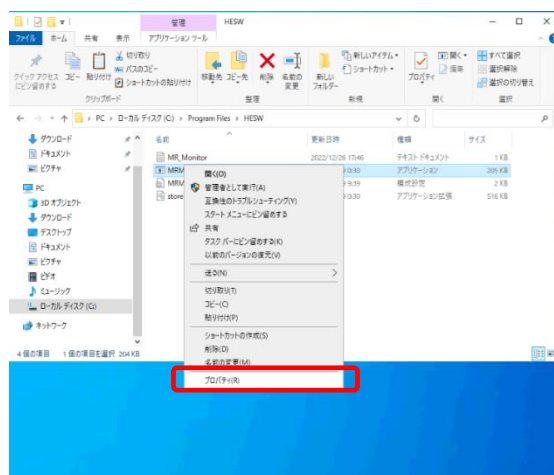 管理
HESW
ファイル
ホーム
共有
表示
アプリケーション ツール
クイック アクセスにピン留めする
コピー
貼り付け
切り取り
パスのコピー
ショートカットの貼り付け
移動先
コピー先
削除
名前の変更
新しいフォルダー
新しいアイテム
ショートカット
プロパティ
開く
編集
すべて選択
選択解除
選択の切り替え
クリップボード
整理
新規
開く
選択
PC > ローカル ディスク (C:) > Program Files > HESW
名前
更新日時
種類
サイズ
ダウンロード
ドキュメント
ピクチャ
PC
3D オブジェクト
ダウンロード
デスクトップ
ドキュメント
ピクチャ
ビデオ
ミュージック
ローカル ディスク (C:)
ネットワーク
MR_Monitor
2022/12/26 17:46
テキスト ドキュメント
1 KB
MRM
0:30
アプリケーション
205 KB
MRM
9:39
構成設定
2 KB
store
0:30
アプリケーション拡張
516 KB
開く(O)
管理者として実行(A)
互換性のトラブルシューティング(Y)
スタート メニューにピン留めする
共有
タスク バーにピン留めする(K)
以前のバージョンの復元(V)
送る(N)
切り取り(T)
コピー(C)
貼り付け(P)
ショートカットの作成(S)
削除(D)
名前の変更(M)
プロパティ(R)
4 個の項目
1 個の項目を選択 204 KB